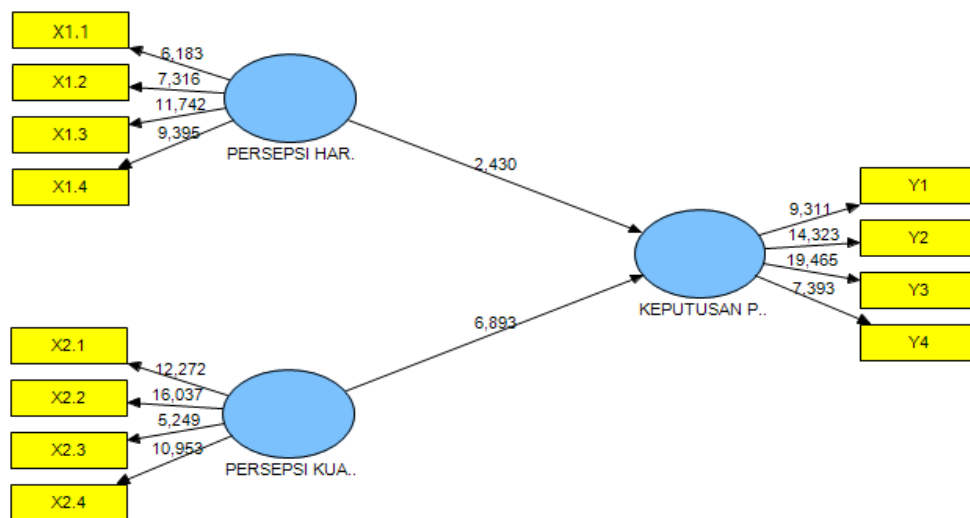 X1.1
6,183
X1.2
7,316
X1.3
11,742
X1.4
9,395
PERSEPSI HAR.
2,430
Y1
9,311
Y2
14,323
Y3
19,465
Y4
7,393
KEPUTUSAN P..
6,893
X2.1
12,272
X2.2
16,037
X2.3
5,249
X2.4
10,953
PERSEPSI KUA..